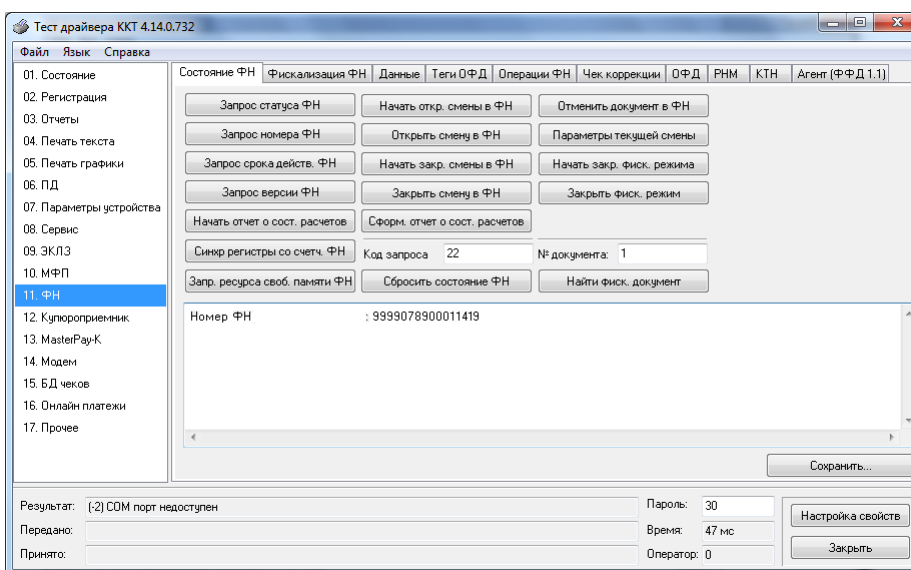 Тест драйвера ККТ 4.14.0.732
Файл Язык Справка
01. Состояние
02. Регистрация
03. Отчеты
04. Печать текста
05. Печать графики
06. ПД
07. Параметры устройства
08. Сервис
09. ЭКЛЗ
10. МФП
11. ФН
12. Купюроприемник
13. MasterPay-K
14. Модем
15. БД чеков
16. Онлайн платежи
17. Прочее
Состояние ФН Фискализация ФН Данные Теги ОФД Операции ФН Чек коррекции ОФД РНМ КТН Агент (ФФД 1.1)
Запрос статуса ФН Начать откр. смены в ФН Отменить документ в ФН
Запрос номера ФН Открыть смену в ФН Параметры текущей смены
Запрос срока действ. ФН Начать закр. смены в ФН Начать закр. фиск. режима
Запрос версии ФН Закрыть смену в ФН Закрыть фиск. режим
Начать отчет о сост. расчетов Сформ. отчет о сост. расчетов
Синхр регистры со счетч. ФН Код запроса 22 № документа: 1
Запр. ресурса своб. памяти ФН Сбросить состояние ФН Найти фиск. документ
Номер ФН : 9999078900011419
Сохранить...
Результат: (-2) COM порт недоступен Пароль: 30 Настройка свойств
Передано: Время: 47 мс
Принято: Оператор: 0 Закрыть